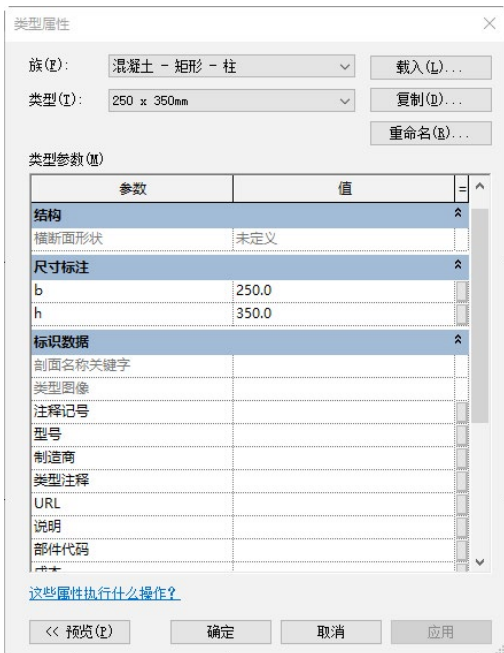 类型属性
族(F): 混凝土 - 矩形 - 柱 载入(L)...
类型(T): 250 x 350mm 复制(D)...
重命名(R)...
类型参数(M)
参数 值 =
结构
横断面形状 未定义
尺寸标注
b 250.0
h 350.0
标识数据
剖面名称关键字
类型图像
注释记号
型号
制造商
类型注释
URL
说明
部件代码
这些属性执行什么操作?
<< 预览(P) 确定 取消 应用